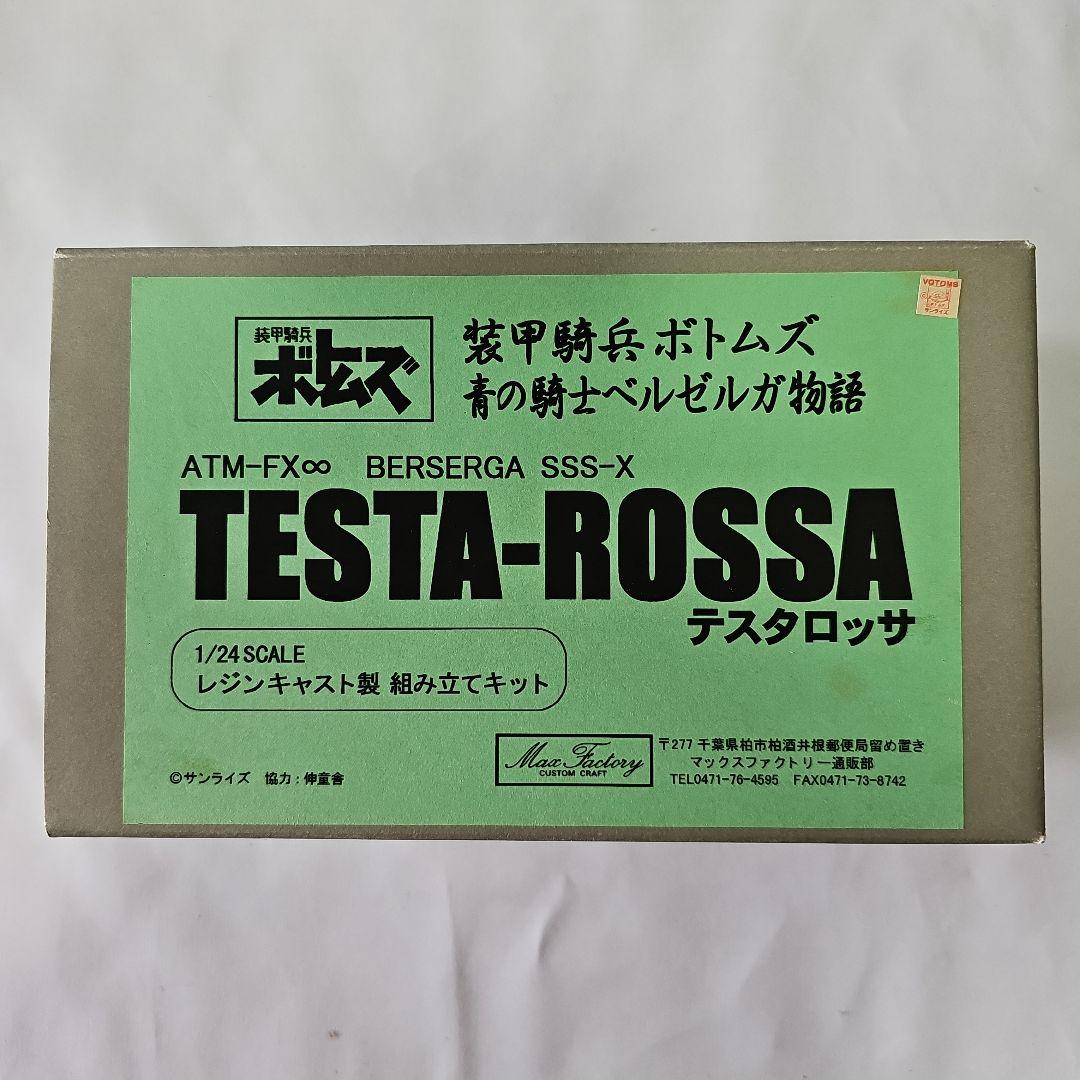 VOTOMS
サンライズ
装甲騎兵
ボトムズ
装甲騎兵 ボトムズ
青の騎士ベルゼルガ物語
ATM-FX∞ BERSERGA SSS-X
TESTA-ROSSA
テスタロッサ
1/24 SCALE
レジンキャスト製 組み立てキット
Max Factory
CUSTOM CRAFT
〒277 千葉県柏市柏酒井根郵便局留め置き
マックスファクトリー通販部
TEL0471-76-4595 FAX0471-73-8742
©サンライズ 協力：伸童舎